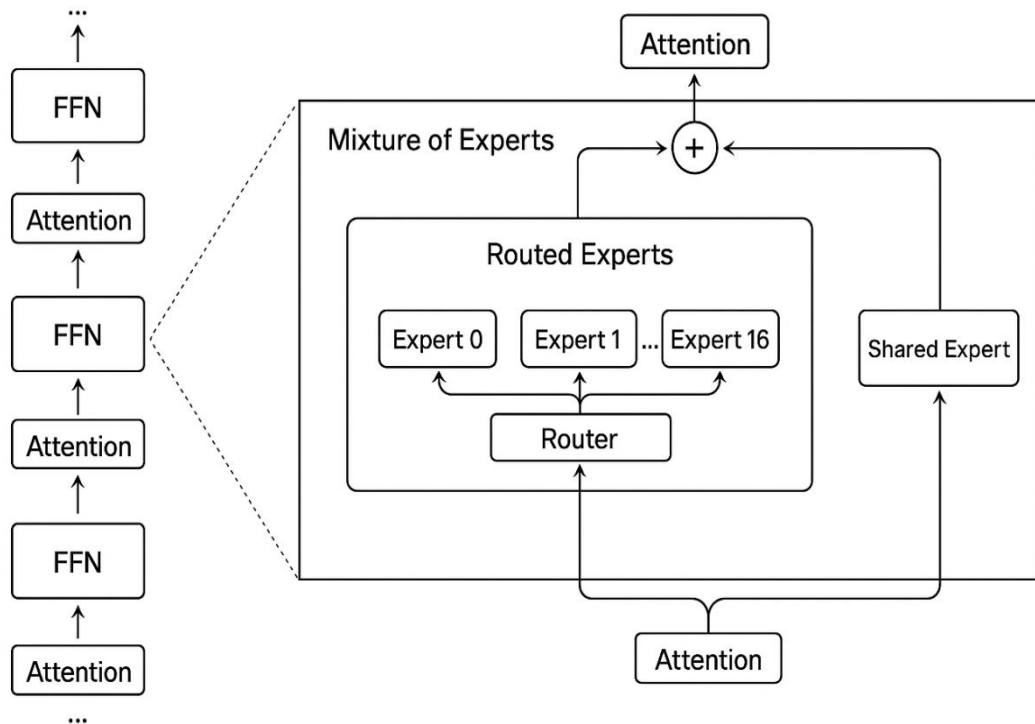 ...
FFN
Attention
FFN
Attention
FFN
Attention
...
Attention
+
Mixture of Experts
Routed Experts
Expert 0 Expert 1 ... Expert 16
Router
Shared Expert
Attention